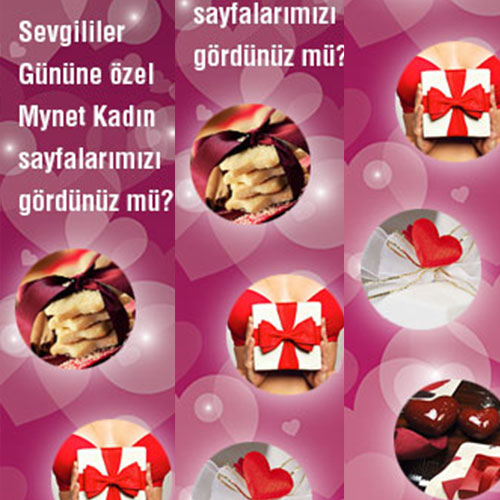 Sevgililer
Gününe özel
Mynet Kadın
sayfalarımızı
gördünüz mü?
sayfalarımızı
gördünüz mü?